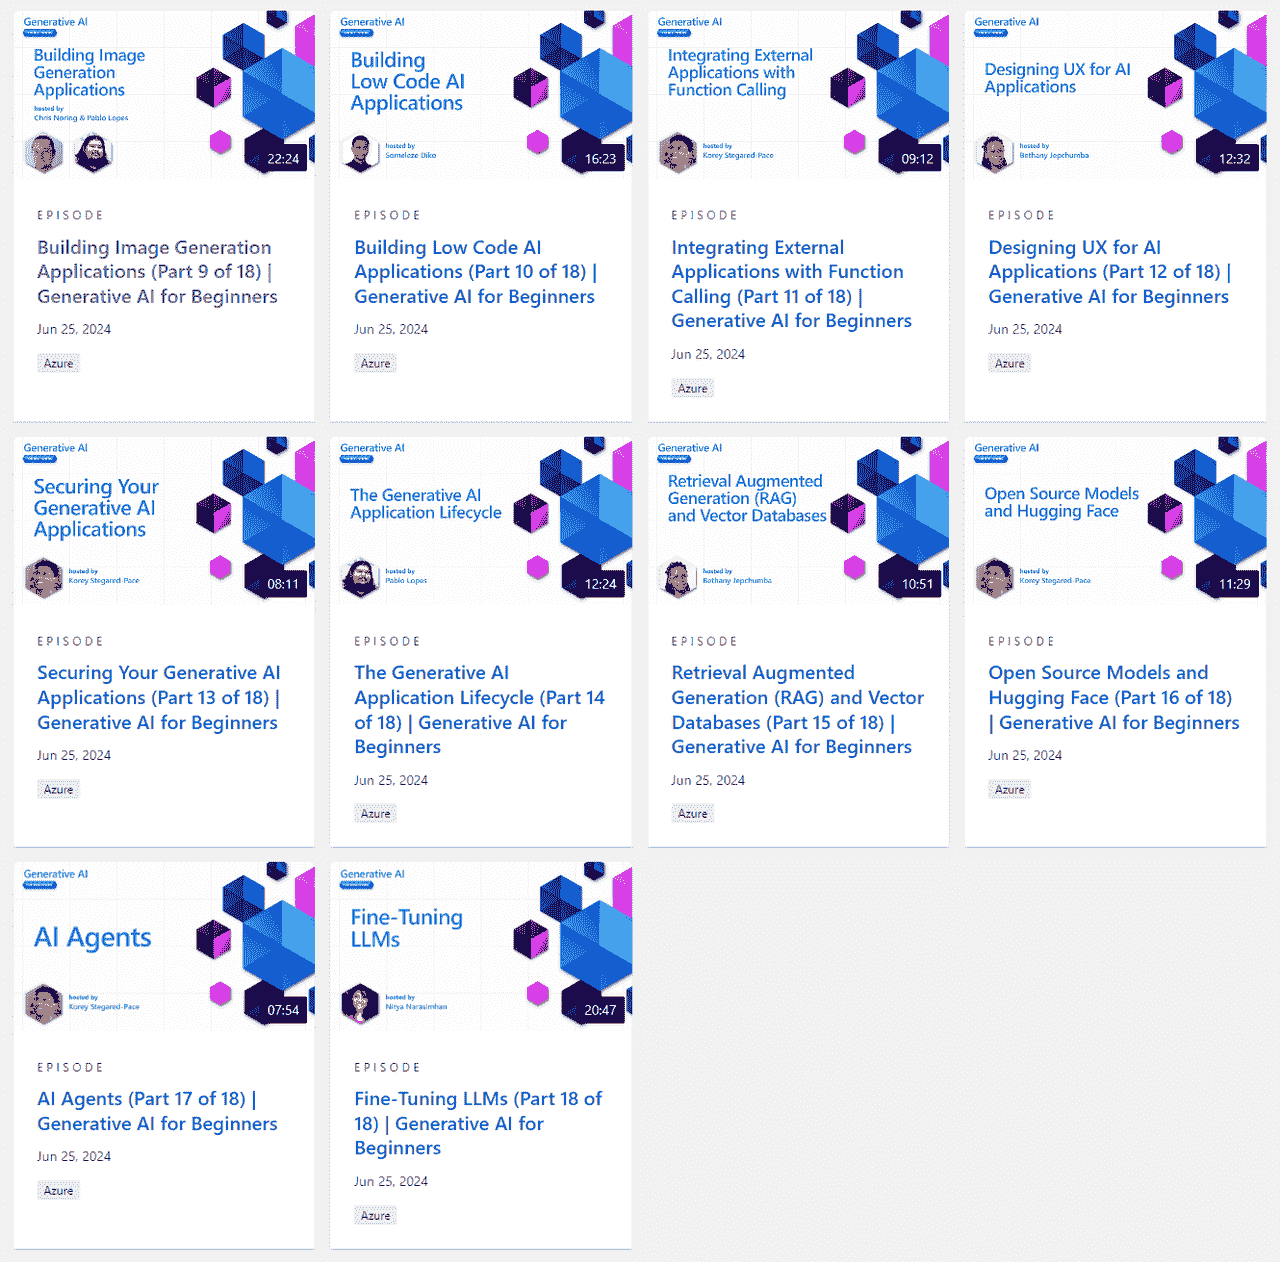 Generative AI
Building Image
Generation
Applications
hosted by
Chris Noring & Pablo Lopes
22:24
EPISODE
Building Image Generation
Applications (Part 9 of 18) |
Generative AI for Beginners
Jun 25, 2024
Azure
Generative AI
Building
Low Code AI
Applications
hosted by
Someleze Diko
16:23
EPISODE
Building Low Code AI
Applications (Part 10 of 18) |
Generative AI for Beginners
Jun 25, 2024
Azure
Generative AI
Integrating External
Applications with
Function Calling
hosted by
Korey Stegared-Pace
09:12
EPISODE
Integrating External
Applications with Function
Calling (Part 11 of 18) |
Generative AI for Beginners
Jun 25, 2024
Azure
Generative AI
Designing UX for AI
Applications
hosted by
Bethany Jepchumba
12:32
EPISODE
Designing UX for AI
Applications (Part 12 of 18) |
Generative AI for Beginners
Jun 25, 2024
Azure
Generative AI
Securing Your
Generative AI
Applications
hosted by
Korey Stegared-Pace
08:11
EPISODE
Securing Your Generative AI
Applications (Part 13 of 18) |
Generative AI for Beginners
Jun 25, 2024
Azure
Generative AI
The Generative AI
Application Lifecycle
hosted by
Pablo Lopes
12:24
EPISODE
The Generative AI
Application Lifecycle (Part 14
of 18) | Generative AI for
Beginners
Jun 25, 2024
Azure
Generative AI
Retrieval Augmented
Generation (RAG)
and Vector Databases
hosted by
Bethany Jepchumba
10:51
EPISODE
Retrieval Augmented
Generation (RAG) and Vector
Databases (Part 15 of 18) |
Generative AI for Beginners
Jun 25, 2024
Azure
Generative AI
Open Source Models
and Hugging Face
hosted by
Korey Stegared-Pace
11:29
EPISODE
Open Source Models and
Hugging Face (Part 16 of 18)
| Generative AI for Beginners
Jun 25, 2024
Azure
Generative AI
AI Agents
hosted by
Korey Stegared-Pace
07:54
EPISODE
AI Agents (Part 17 of 18) |
Generative AI for Beginners
Jun 25, 2024
Azure
Generative AI
Fine-Tuning
LLMs
hosted by
Nitya Narasimhan
20:47
EPISODE
Fine-Tuning LLMs (Part 18 of
18) | Generative AI for
Beginners
Jun 25, 2024
Azure